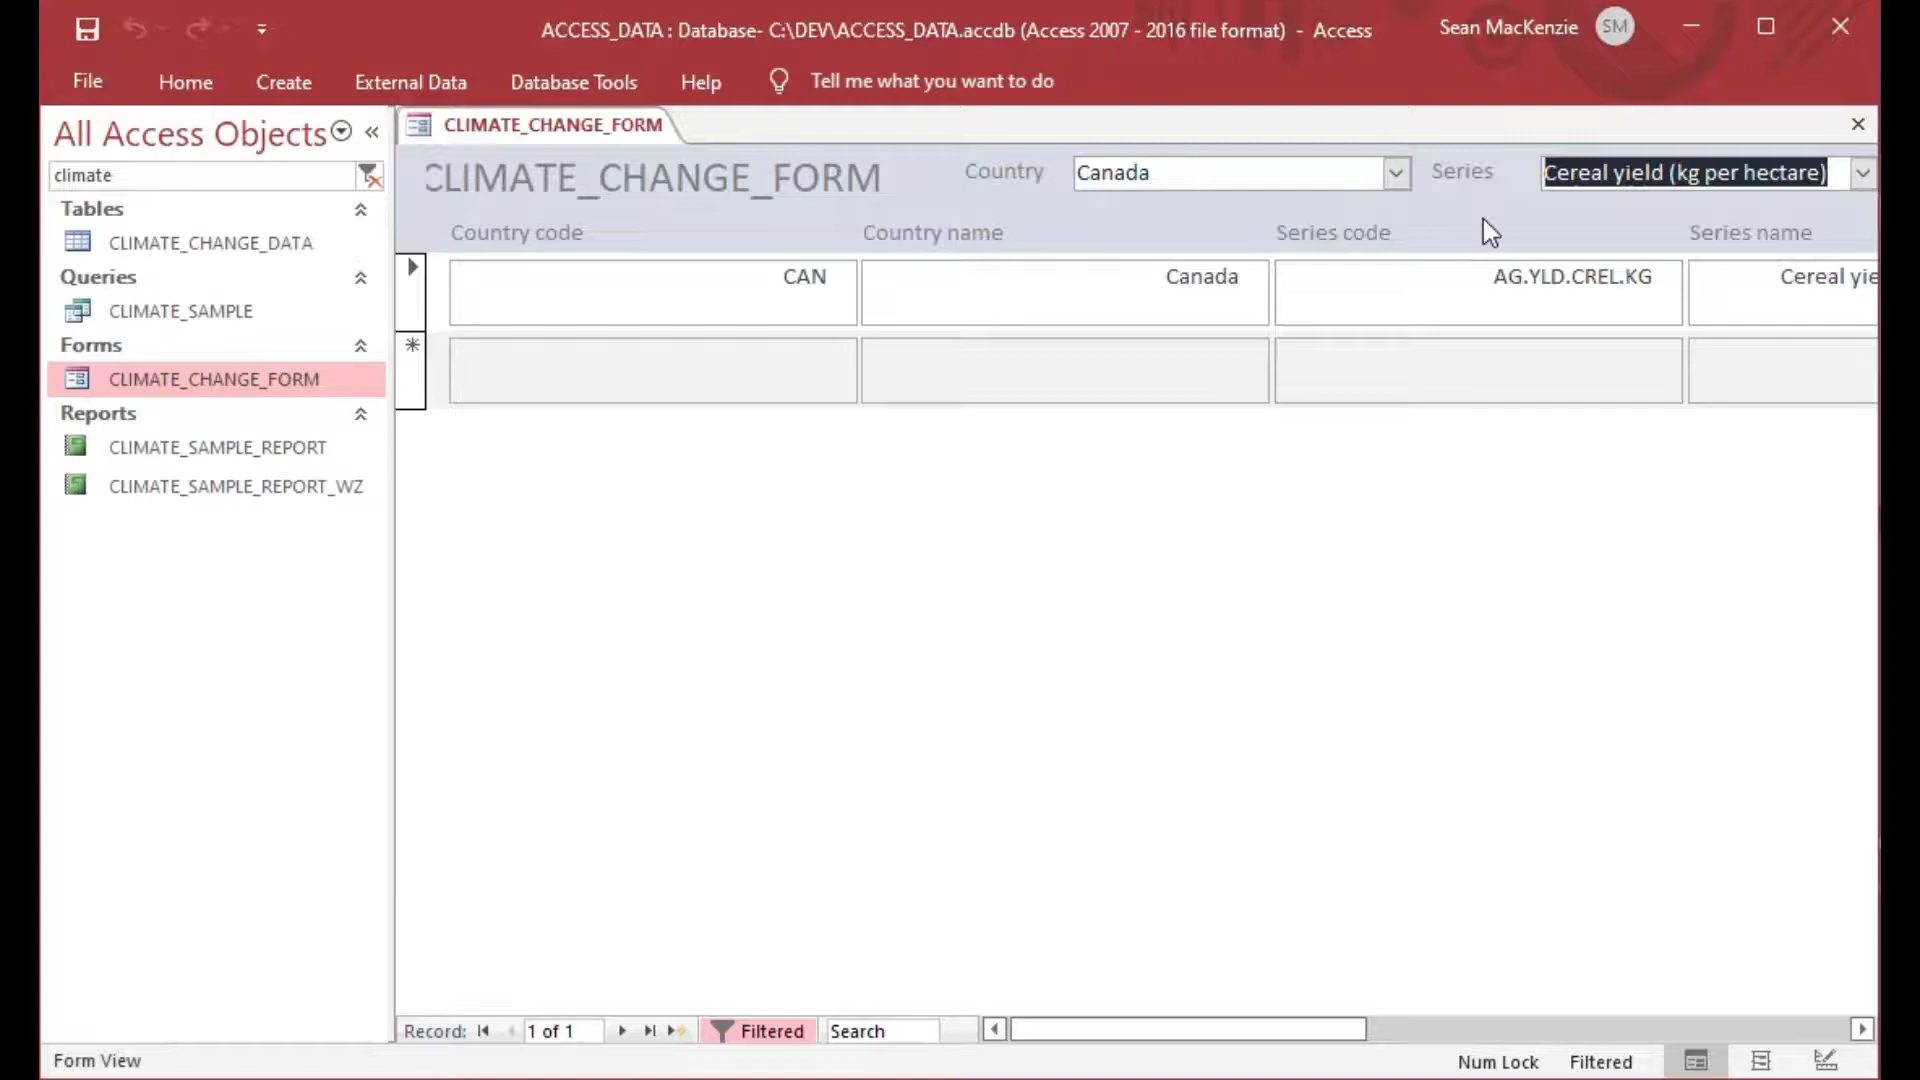 ACCESS_DATA : Database- C:\DEV\ACCESS_DATA.accdb (Access 2007 - 2016 file format) - Access
Sean MacKenzie SM
File Home Create External Data Database Tools Help Tell me what you want to do
All Access Objects
climate
Tables
CLIMATE_CHANGE_DATA
Queries
CLIMATE_SAMPLE
Forms
CLIMATE_CHANGE_FORM
Reports
CLIMATE_SAMPLE_REPORT
CLIMATE_SAMPLE_REPORT_WZ
CLIMATE_CHANGE_FORM
CLIMATE_CHANGE_FORM Country Canada Series Cereal yield (kg per hectare)
Country code Country name Series code Series name
CAN Canada AG.YLD.CREL.KG Cereal yie
Record: 1 of 1 Filtered Search
Form View Num Lock Filtered